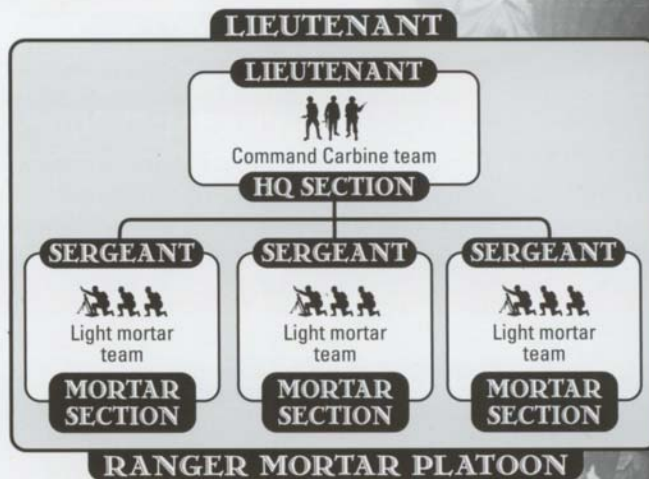 LIEUTENANT
LIEUTENANT
Command Carbine team
HQ SECTION
SERGEANT
Light mortar
team
MORTAR
SECTION
SERGEANT
Light mortar
team
MORTAR
SECTION
SERGEANT
Light mortar
team
MORTAR
SECTION
RANGER MORTAR PLATOON